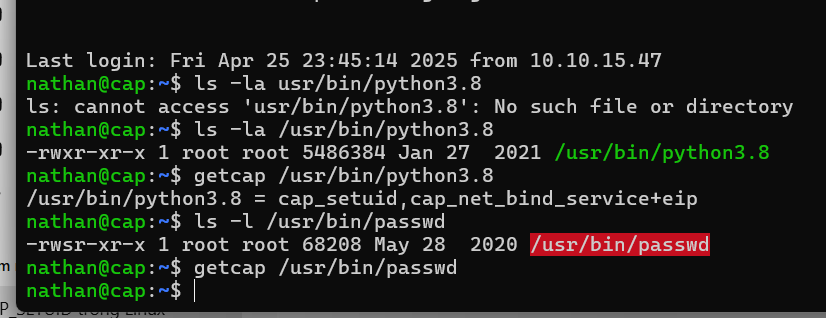 Last login: Fri Apr 25 23:45:14 2025 from 10.10.15.47
nathan@cap:~$ ls -la usr/bin/python3.8
ls: cannot access 'usr/bin/python3.8': No such file or directory
nathan@cap:~$ ls -la /usr/bin/python3.8
-rwxr-xr-x 1 root root 5486384 Jan 27  2021 /usr/bin/python3.8
nathan@cap:~$ getcap /usr/bin/python3.8
/usr/bin/python3.8 = cap_setuid,cap_net_bind_service+eip
nathan@cap:~$ ls -l /usr/bin/passwd
-rwsr-xr-x 1 root root 68208 May 28  2020 /usr/bin/passwd
nathan@cap:~$ getcap /usr/bin/passwd
nathan@cap:~$